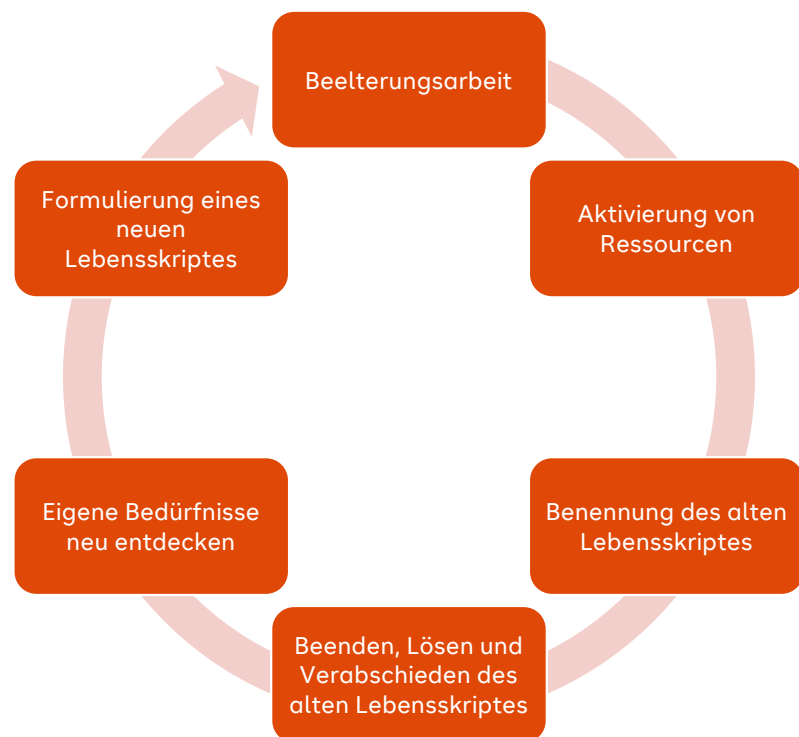 Beelterungsarbeit
Aktivierung von
Ressourcen
Benennung des alten
Lebensskriptes
Beenden, Lösen und
Verabschieden des
alten Lebensskriptes
Eigene Bedürfnisse
neu entdecken
Formulierung eines
neuen
Lebensskriptes